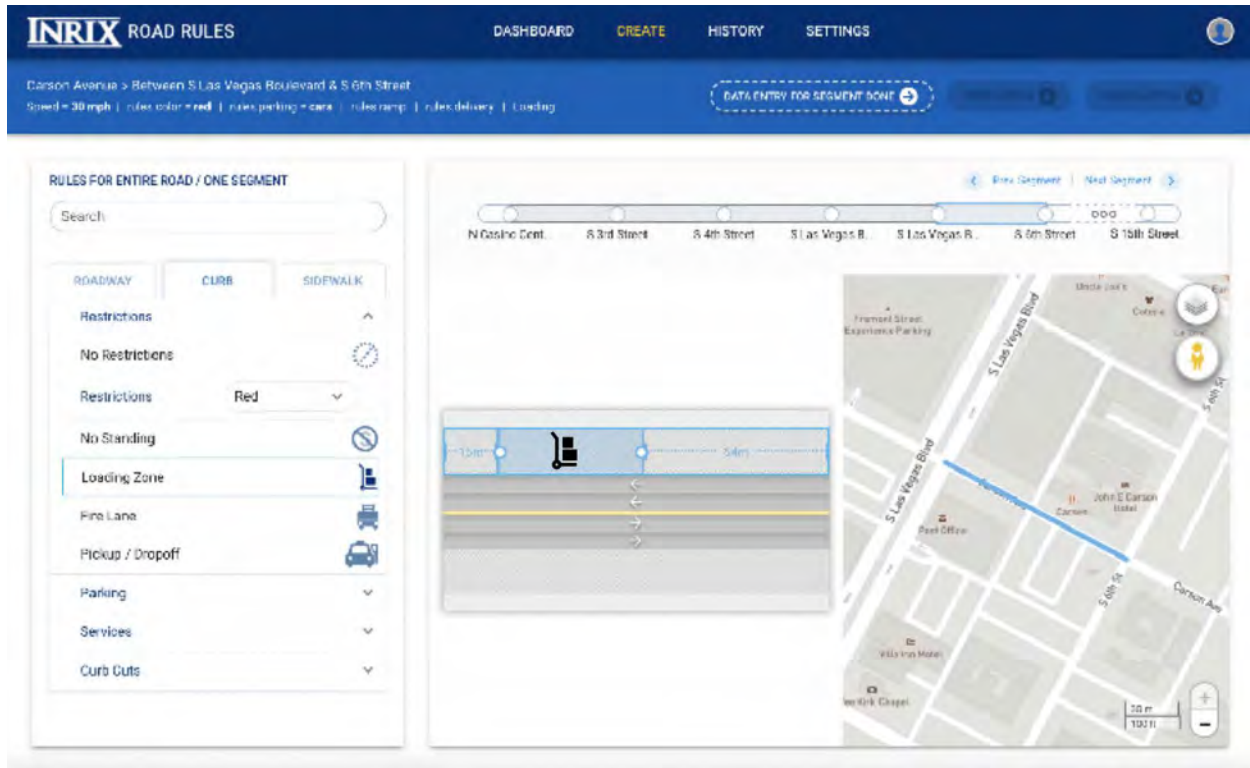 INRIX ROAD RULES
DASHBOARD CREATE HISTORY SETTINGS
Carson Avenue > Between S Las Vegas Boulevard & S 6th Street
Speed = 30 mph | rules color = red | rules parking = cara | rules ramp | rules delivery | Loading
DATA ENTRY FOR SEGMENT DONE
RULES FOR ENTIRE ROAD / ONE SEGMENT
Search
Prev Segment | Next Segment
N Casino Cent... S 3rd Street S 4th Street S Las Vegas B... S Las Vegas B... S 6th Street S 15th Street
ROADWAY CURB SIDEWALK
Restrictions
No Restrictions
Restrictions Red
No Standing
Loading Zone
Fire Lane
Pickup / Dropoff
Parking
Services
Curb Cuts
15m 54m
Fremont Street
Experience Parking
S Las Vegas Blvd
S 6th St
S Las Vegas Blvd
Post Office
Carson
John E Carson
Hotel
S 6th St
Carson Ave
Villa Inn Motel
Kirk Chapel
100 ft